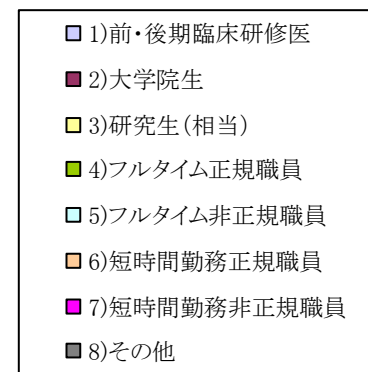 1)前・後期臨床研修医
2)大学院生
3)研究生(相当)
4)フルタイム正規職員
5)フルタイム非正規職員
6)短時間勤務正規職員
7)短時間勤務非正規職員
8)その他